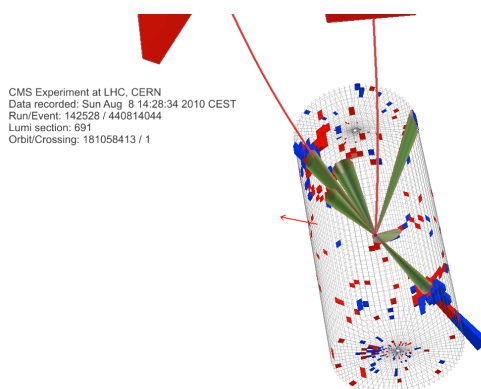 CMS Experiment at LHC, CERN
Data recorded: Sun Aug 8 14:28:34 2010 CEST
Run/Event: 142528 / 440814044
Lumi section: 691
Orbit/Crossing: 181058413 / 1